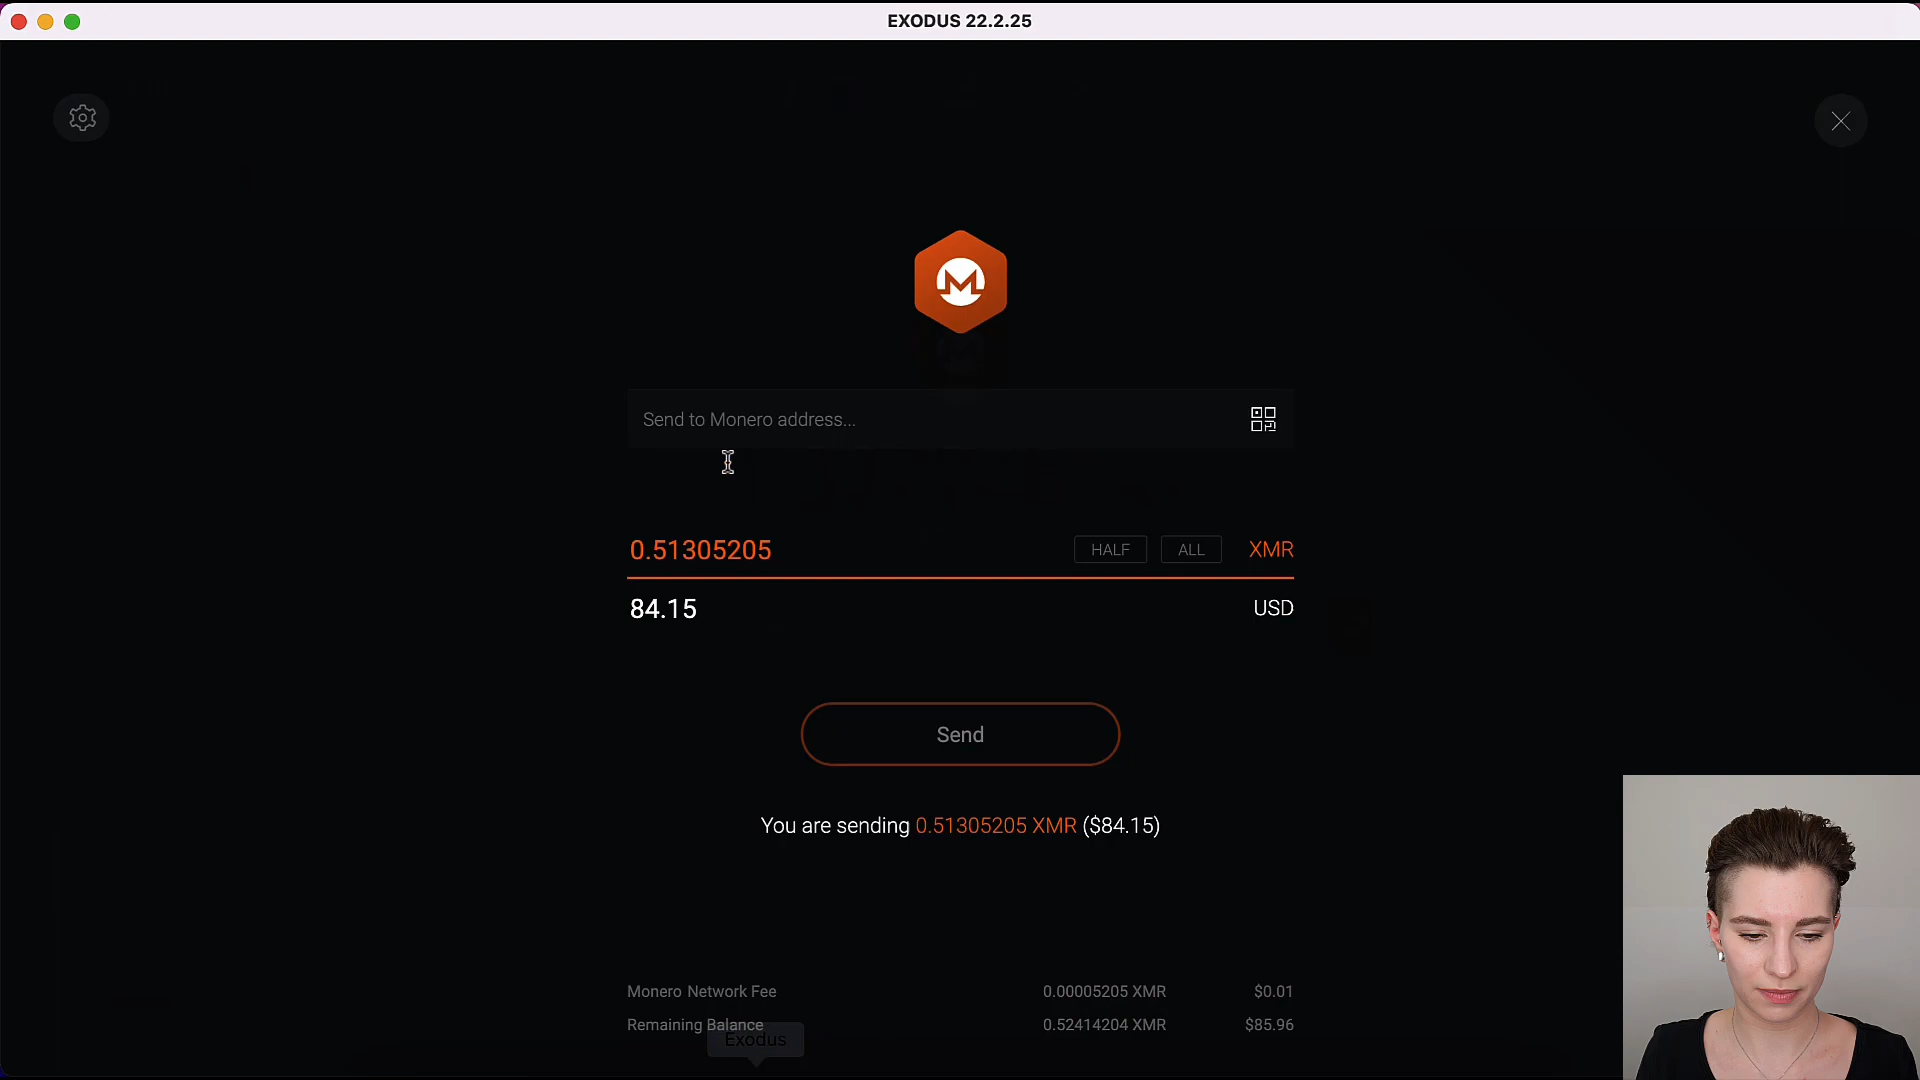 EXODUS 22.2.25
Send to Monero address...
0.51305205 HALF ALL XMR
84.15 USD
Send
You are sending 0.51305205 XMR ($84.15)
Monero Network Fee 0.00005205 XMR $0.01
Remaining Balance 0.52414204 XMR $85.96
Exodus